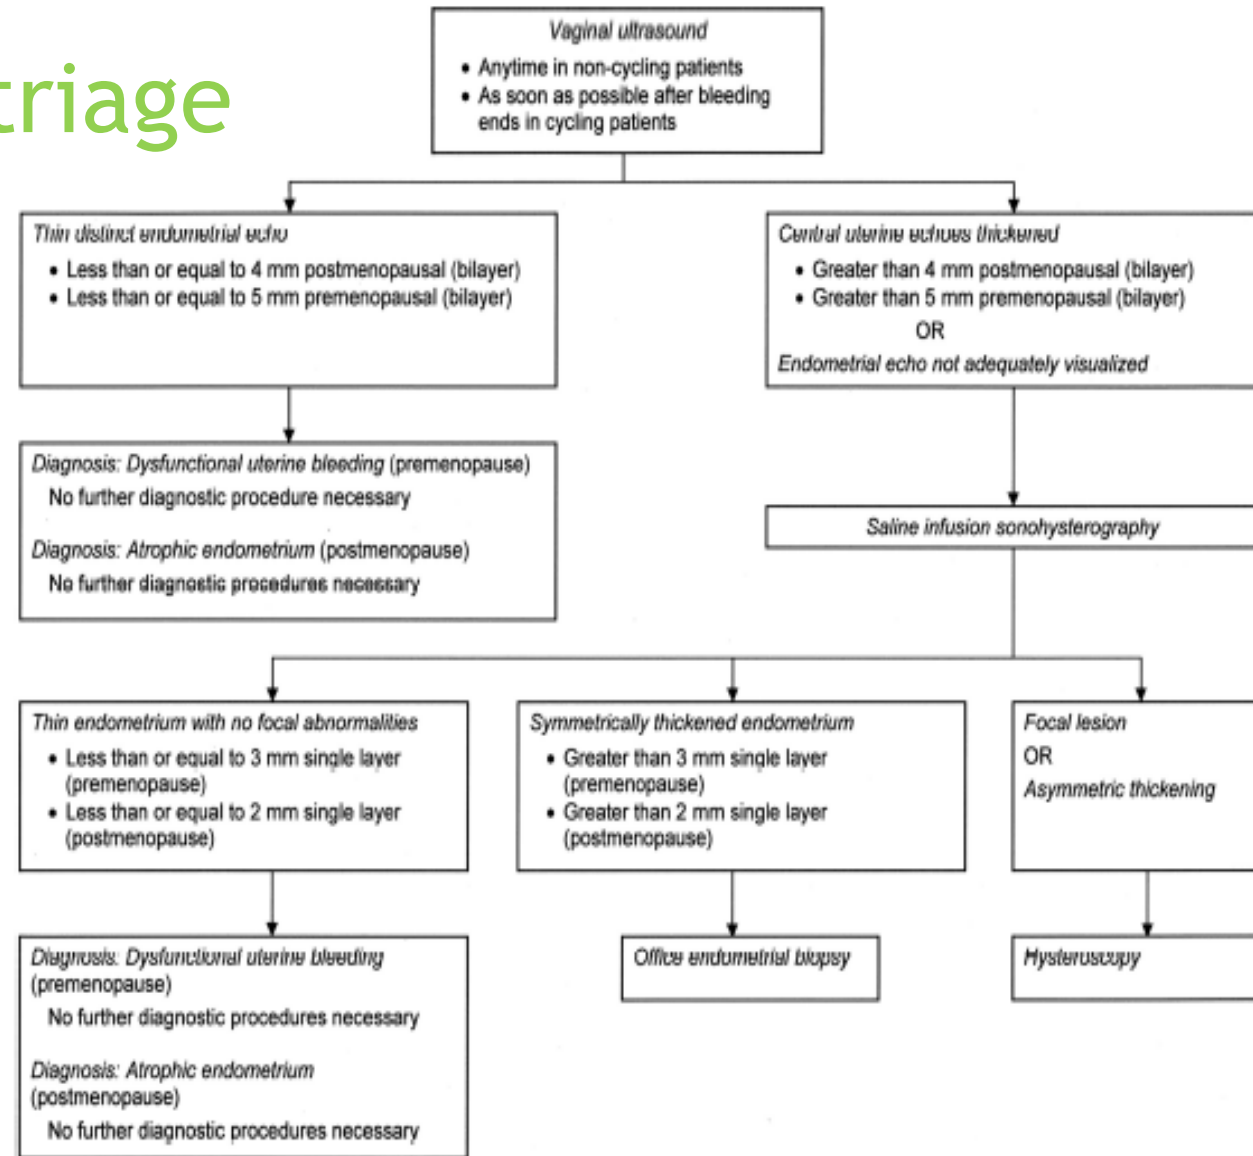 triage
Vaginal ultrasound
• Anytime in non-cycling patients
• As soon as possible after bleeding
ends in cycling patients
Thin distinct endometrial echo
• Less than or equal to 4 mm postmenopausal (bilayer)
• Less than or equal to 5 mm premenopausal (bilayer)
Central uterine echoes thickened
• Greater than 4 mm postmenopausal (bilayer)
• Greater than 5 mm premenopausal (bilayer)
OR
Endometrial echo not adequately visualized
Diagnosis: Dysfunctional uterine bleeding (premenopause)
No further diagnostic procedure necessary
Diagnosis: Atrophic endometrium (postmenopause)
No further diagnostic procedures necessary
Saline infusion sonohysterography
Thin endometrium with no focal abnormalities
• Less than or equal to 3 mm single layer
(premenopause)
• Less than or equal to 2 mm single layer
(postmenopause)
Symmetrically thickened endometrium
• Greater than 3 mm single layer
(premenopause)
• Greater than 2 mm single layer
(postmenopause)
Focal lesion
OR
Asymmetric thickening
Diagnosis: Dysfunctional uterine bleeding
(premenopause)
No further diagnostic procedures necessary
Diagnosis: Atrophic endometrium
(postmenopause)
No further diagnostic procedures necessary
Office endometrial biopsy
Hysteroscopy